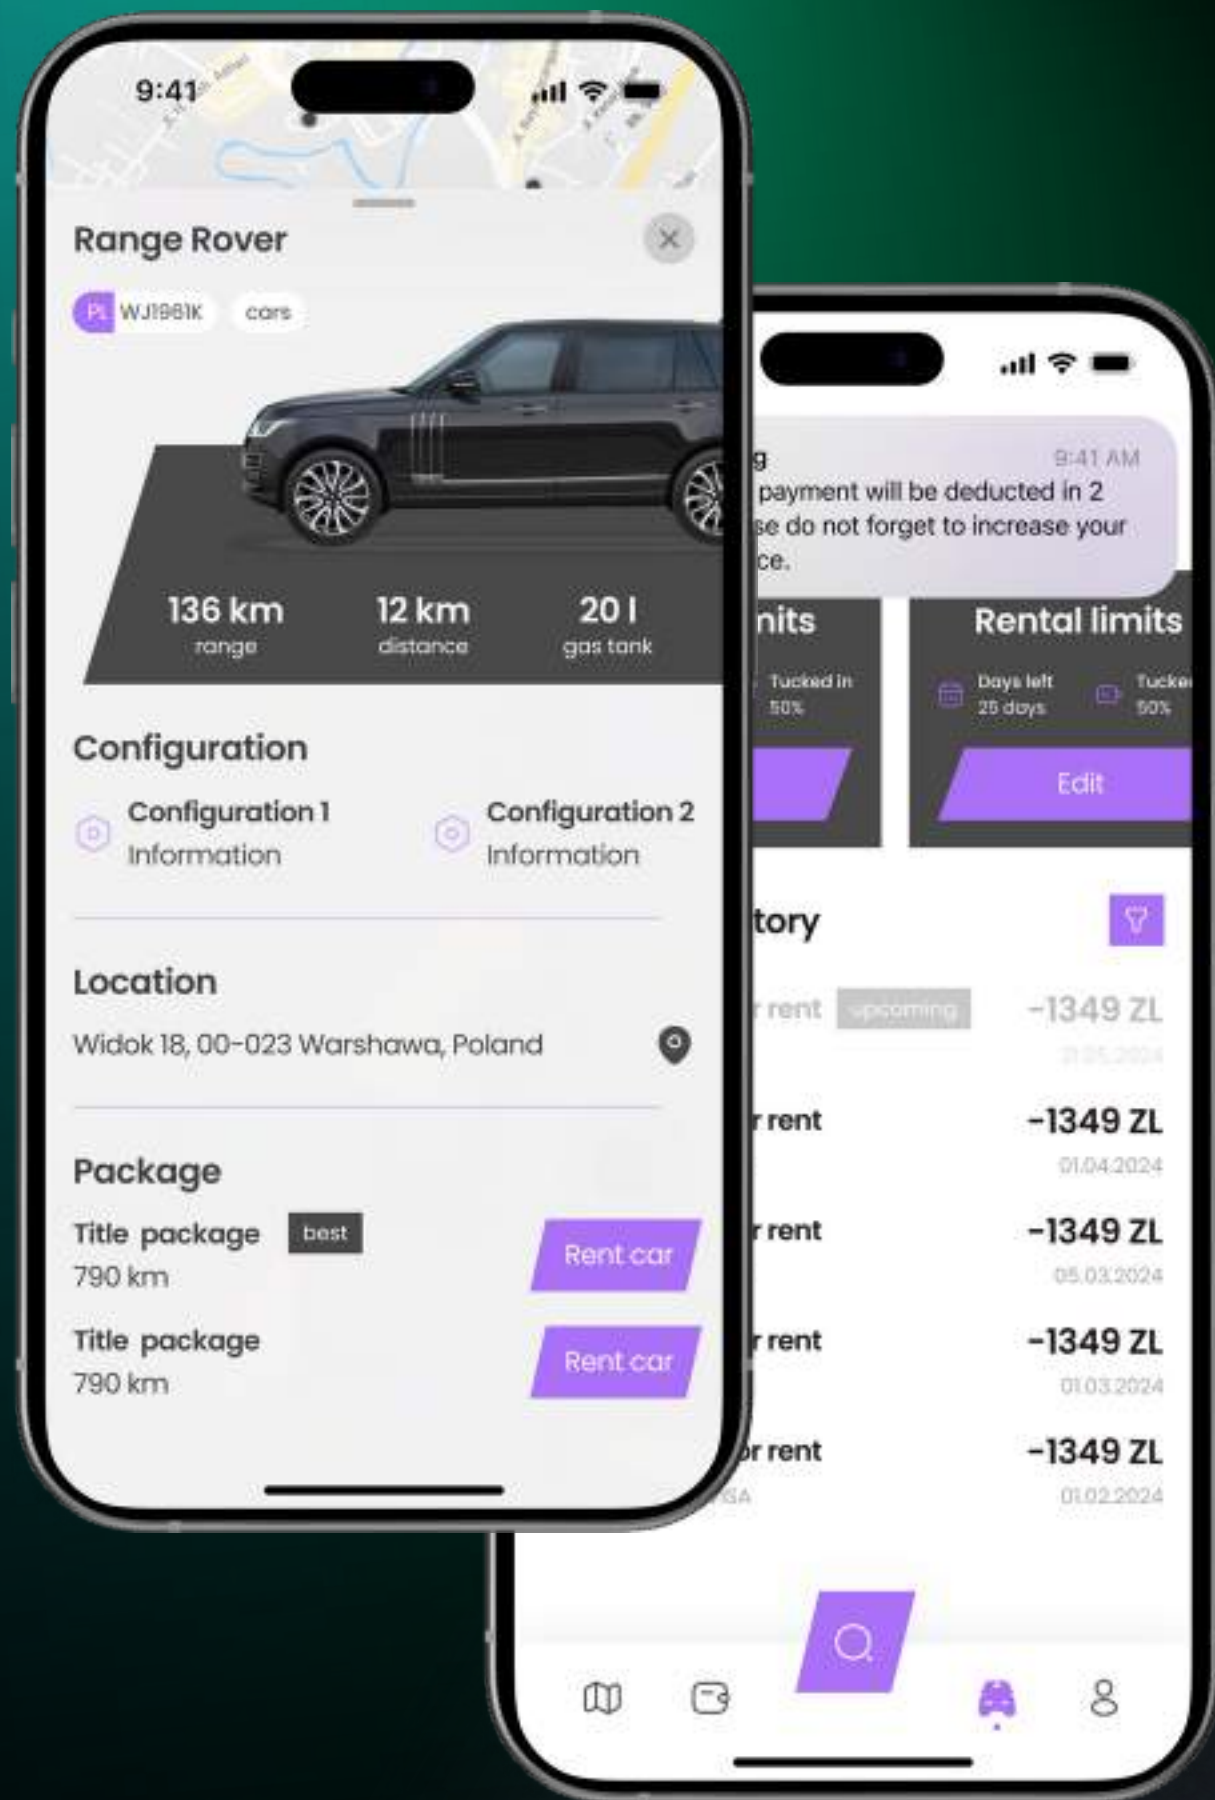 9:41
Range Rover
PL WJ1961K cars
136 km 12 km 20 l
range distance gas tank
Configuration
Configuration 1 Configuration 2
Information Information
Location
Widok 18, 00-023 Warshawa, Poland
Package
Title package best
790 km
Rent car
Title package
790 km
Rent car
g 9:41 AM
payment will be deducted in 2
se do not forget to increase your
ce.
nits Rental limits
Tucked in
50%
Days left
25 days
Tucke
50%
Edit
tory
r rent upcoming -1349 ZL
r rent -1349 ZL
01.04.2024
r rent -1349 ZL
05.03.2024
r rent -1349 ZL
01.03.2024
or rent -1349 ZL
ISA 01.02.2024